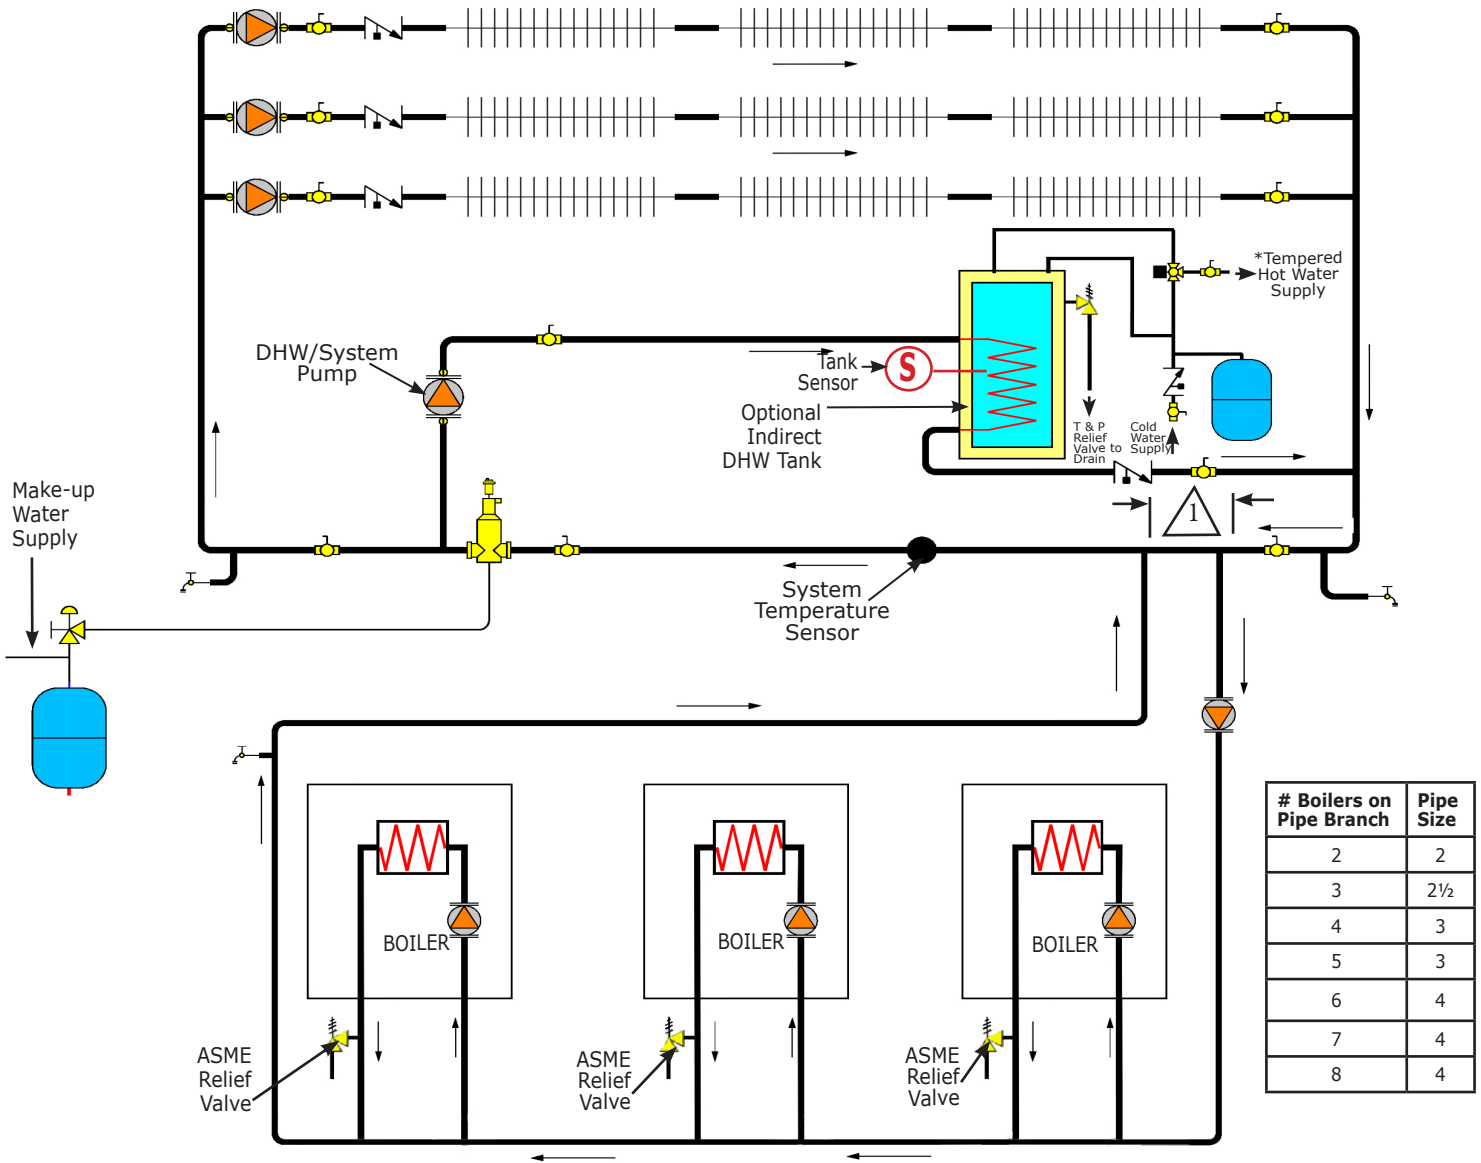 *Tempered
Hot Water
Supply
DHW/System
Pump
Tank
Sensor
S
Optional
Indirect
DHW Tank
T & P
Relief
Valve to
Drain
Cold
Water
Supply
1
Make-up
Water
Supply
System
Temperature
Sensor
BOILER
BOILER
BOILER
ASME
Relief
Valve
ASME
Relief
Valve
ASME
Relief
Valve
# Boilers on
Pipe Branch
Pipe
Size
2 2
3 2½
4 3
5 3
6 4
7 4
8 4